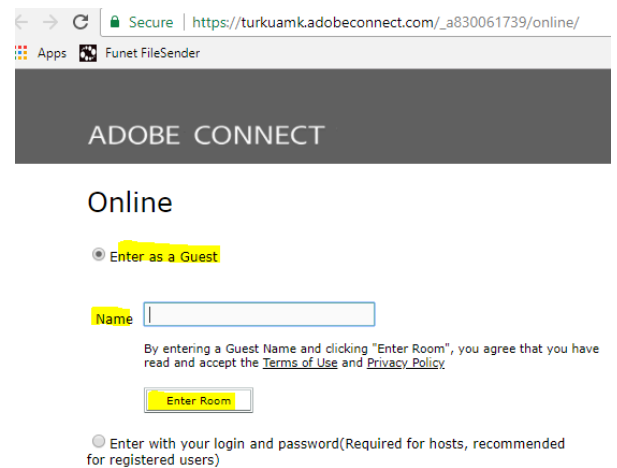 Secure | https://turkuamk.adobeconnect.com/_a830061739/online/
Apps Funet FileSender
ADOBE CONNECT
Online
Enter as a Guest
Name
By entering a Guest Name and clicking "Enter Room", you agree that you have
read and accept the Terms of Use and Privacy Policy
Enter Room
Enter with your login and password(Required for hosts, recommended
for registered users)